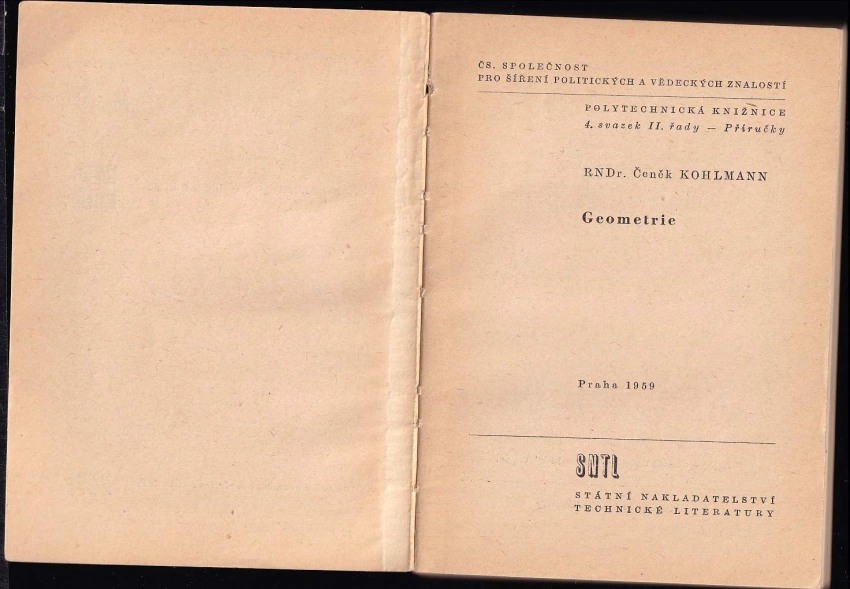 ČS. SPOLEČNOST
PRO ŠÍŘENÍ POLITICKÝCH A VĚDECKÝCH ZNALOSTÍ
POLYTECHNICKÁ KNIŽNICE
4. svazek II. řady — Příručky
RNDr. Čeněk KOHLMANN
Geometrie
Praha 1959
SNTL
STÁTNÍ NAKLADATELSTVÍ
TECHNICKÉ LITERATURY